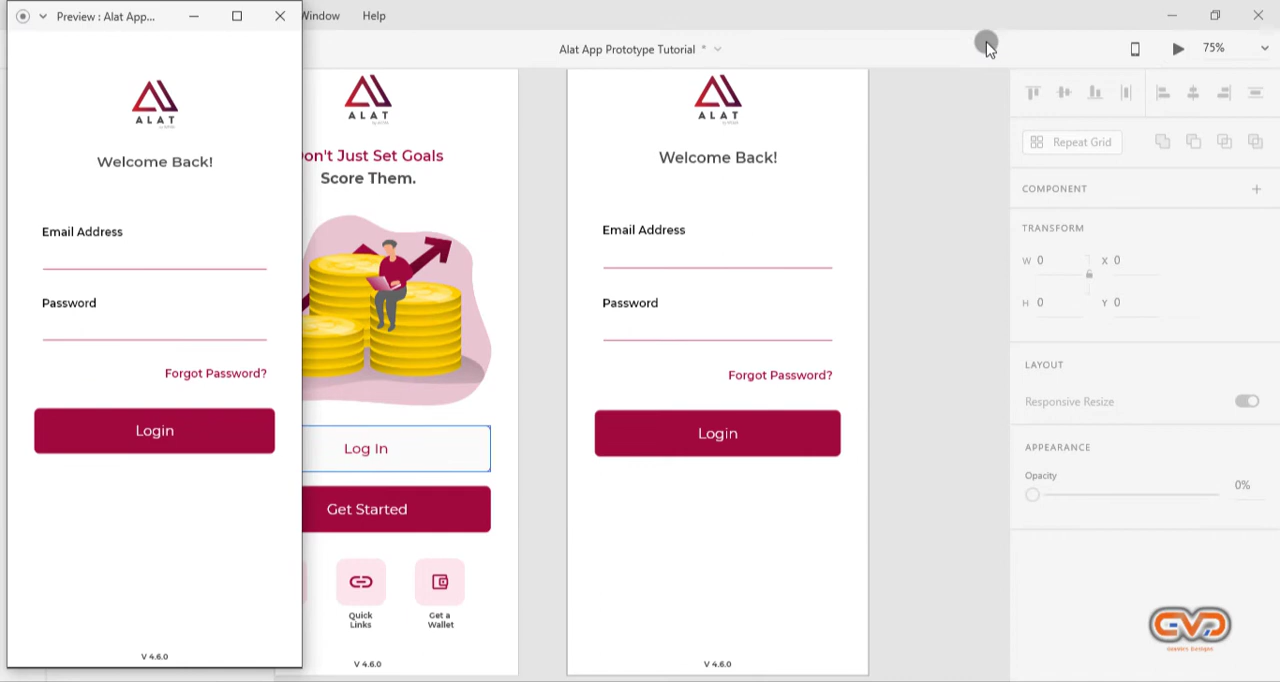 Preview : Alat App...
Window Help
Alat App Prototype Tutorial *
75%
ALAT
Welcome Back!
Email Address
Password
Forgot Password?
Login
V 4.6.0
ALAT
on't Just Set Goals
Score Them.
Log In
Get Started
Quick
Links
Get a
Wallet
V 4.6.0
ALAT
Welcome Back!
Email Address
Password
Forgot Password?
Login
V 4.6.0
Repeat Grid
COMPONENT
TRANSFORM
W 0 X 0
H 0 Y 0
LAYOUT
Responsive Resize
APPEARANCE
Opacity
0%